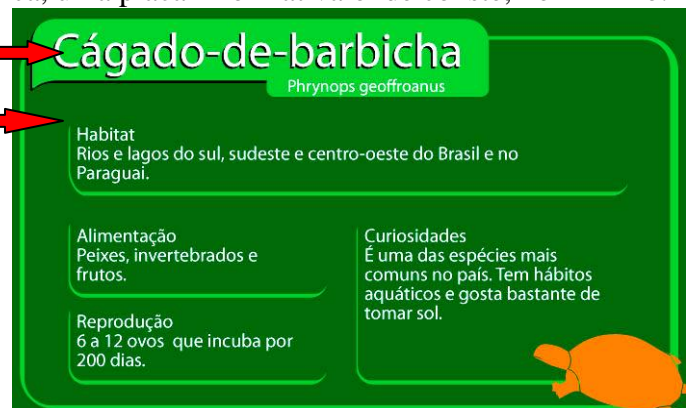 Cágado-de-barbicha
Phrynops geoffroanus
Habitat
Rios e lagos do sul, sudeste e centro-oeste do Brasil e no
Paraguai.
Alimentação
Peixes, invertebrados e
frutos.
Reprodução
6 a 12 ovos que incuba por
200 dias.
Curiosidades
É uma das espécies mais
comuns no país. Tem hábitos
aquáticos e gosta bastante de
tomar sol.